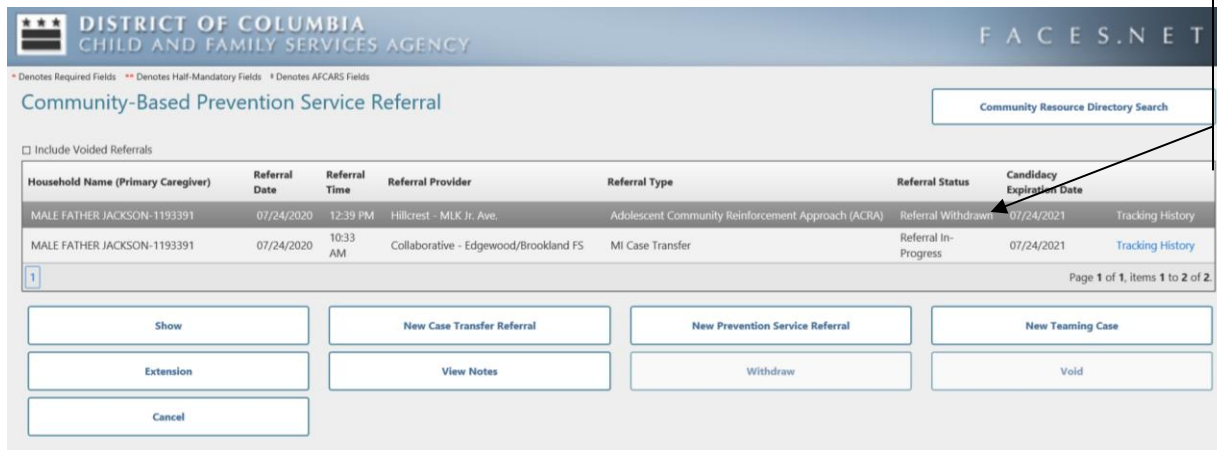 DISTRICT OF COLUMBIA
CHILD AND FAMILY SERVICES AGENCY
FACES.NET
* Denotes Required Fields ** Denotes Half-Mandatory Fields ‡ Denotes AFCARS Fields
Community-Based Prevention Service Referral
Community Resource Directory Search
Include Voided Referrals
Household Name (Primary Caregiver) Referral Date Referral Time Referral Provider Referral Type Referral Status Candidacy Expiration Date
MALE FATHER JACKSON-1193391 07/24/2020 12:39 PM Hillcrest - MLK Jr. Ave. Adolescent Community Reinforcement Approach (ACRA) Referral Withdrawn 07/24/2021 Tracking History
MALE FATHER JACKSON-1193391 07/24/2020 10:33 AM Collaborative - Edgewood/Brookland FS MI Case Transfer Referral In-Progress 07/24/2021 Tracking History
1 Page 1 of 1, items 1 to 2 of 2.
Show New Case Transfer Referral New Prevention Service Referral New Teaming Case
Extension View Notes Withdraw Void
Cancel